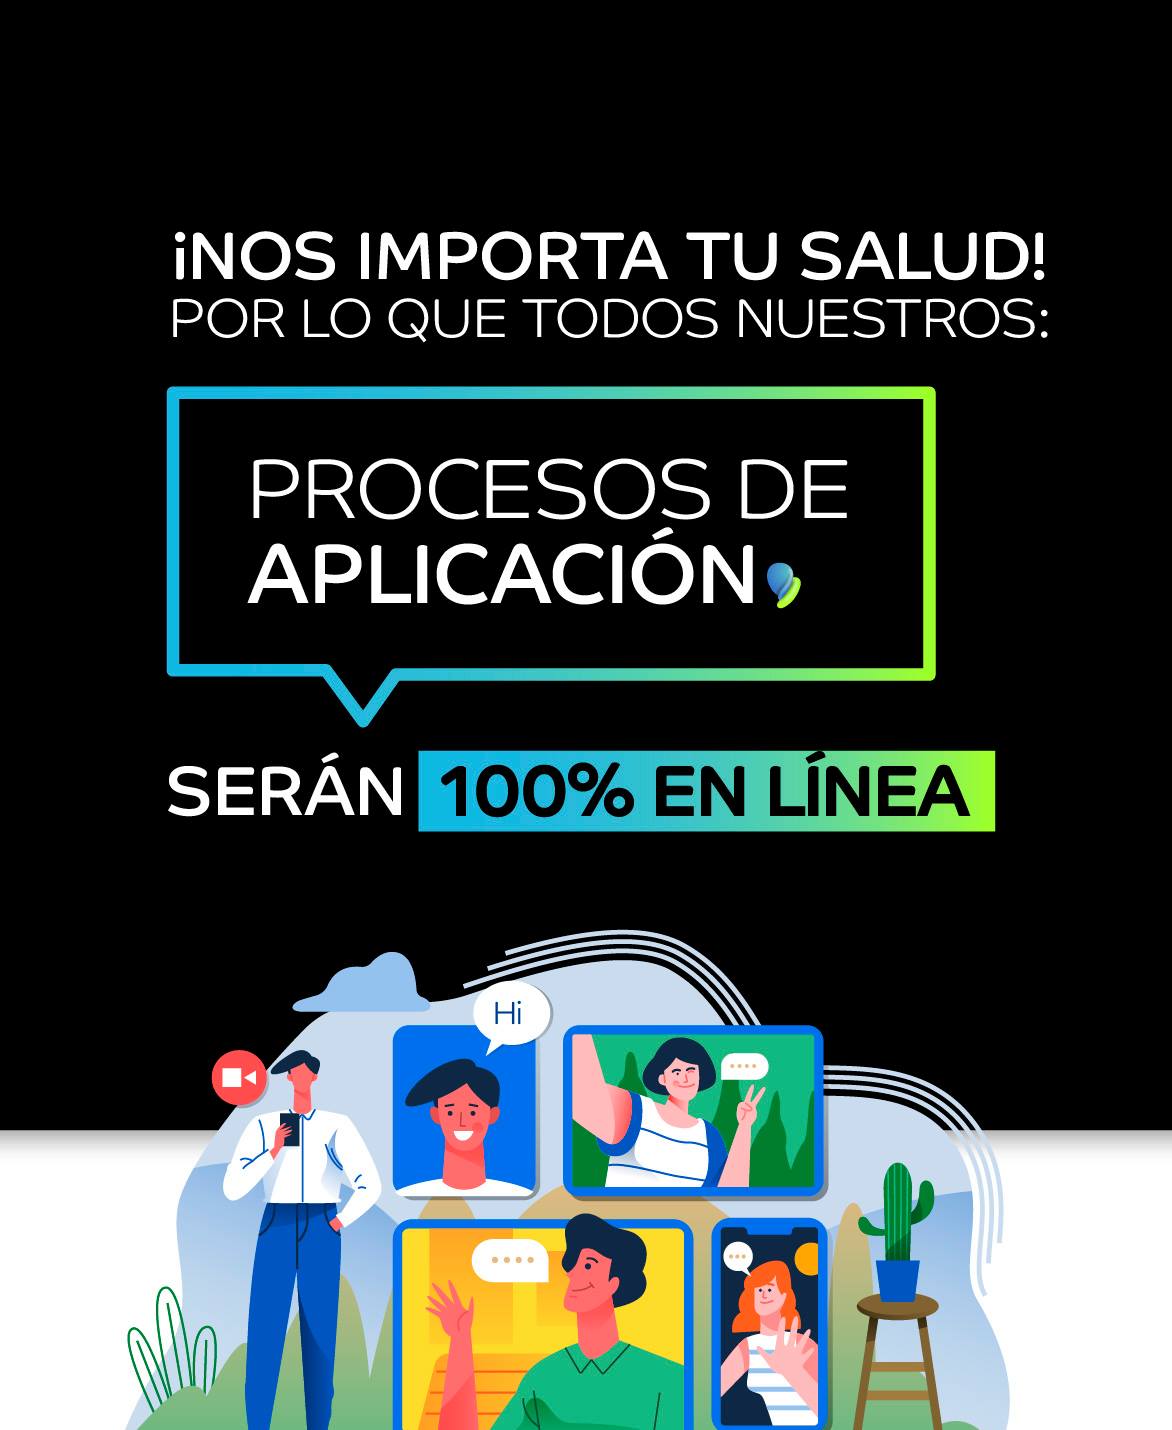 ¡NOS IMPORTA TU SALUD!
POR LO QUE TODOS NUESTROS:
PROCESOS DE
APLICACIÓN
SERÁN 100% EN LÍNEA
Hi